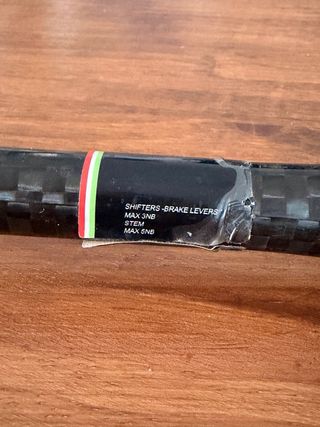 SHIFTERS -BRAKE LEVERS
MAX 3NB
STEM
MAX 5NB